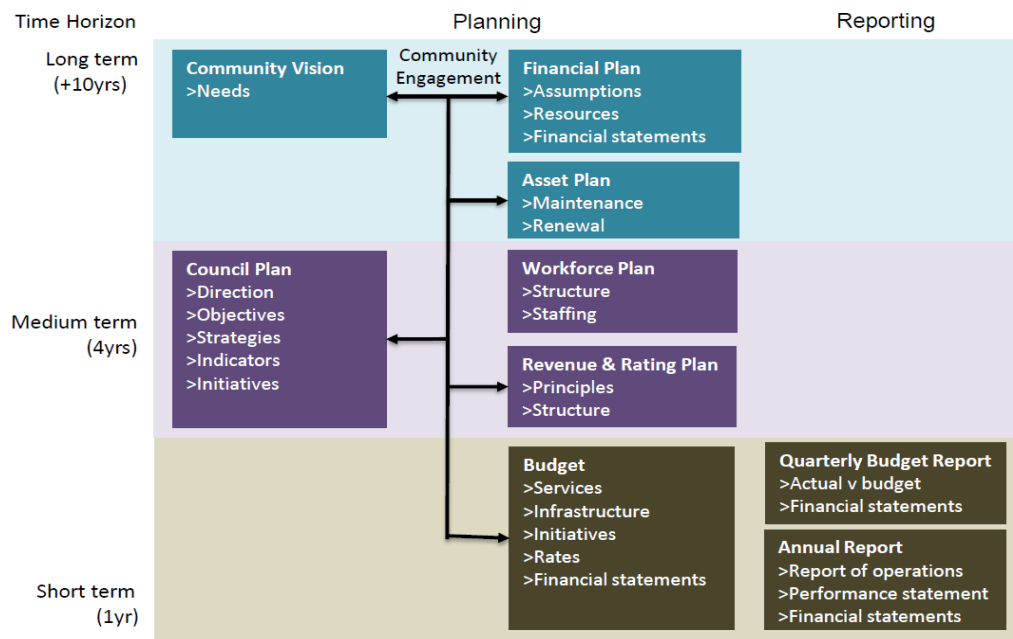 Time Horizon
Planning
Reporting
Long term
(+10yrs)
Community Vision
>Needs
Community
Engagement
Financial Plan
>Assumptions
>Resources
>Financial statements
Asset Plan
>Maintenance
>Renewal
Medium term
(4yrs)
Council Plan
>Direction
>Objectives
>Strategies
>Indicators
>Initiatives
Workforce Plan
>Structure
>Staffing
Revenue & Rating Plan
>Principles
>Structure
Short term
(1yr)
Budget
>Services
>Infrastructure
>Initiatives
>Rates
>Financial statements
Quarterly Budget Report
>Actual v budget
>Financial statements
Annual Report
>Report of operations
>Performance statement
>Financial statements